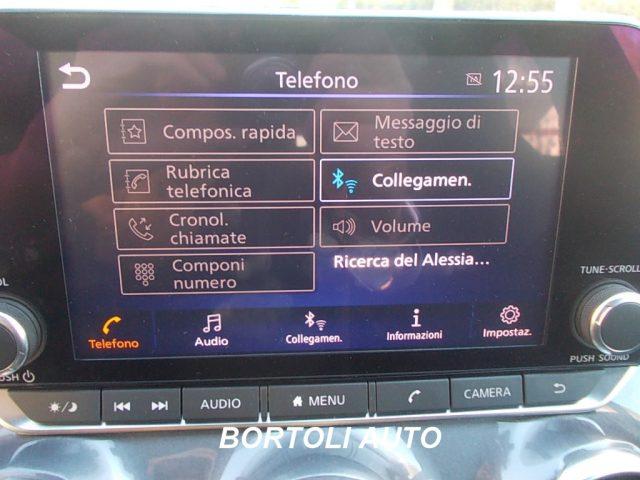 Telefono
12:55
Compos. rapida
Messaggio di
testo
Rubrica
telefonica
Collegamen.
Cronol.
chiamate
Volume
Componi
numero
Ricerca del Alessia...
Telefono
Audio
Collegamen.
Informazioni
Impostaz.
TUNE·SCROLL
PUSH SOUND
AUDIO
MENU
CAMERA
BORTOLI AUTO